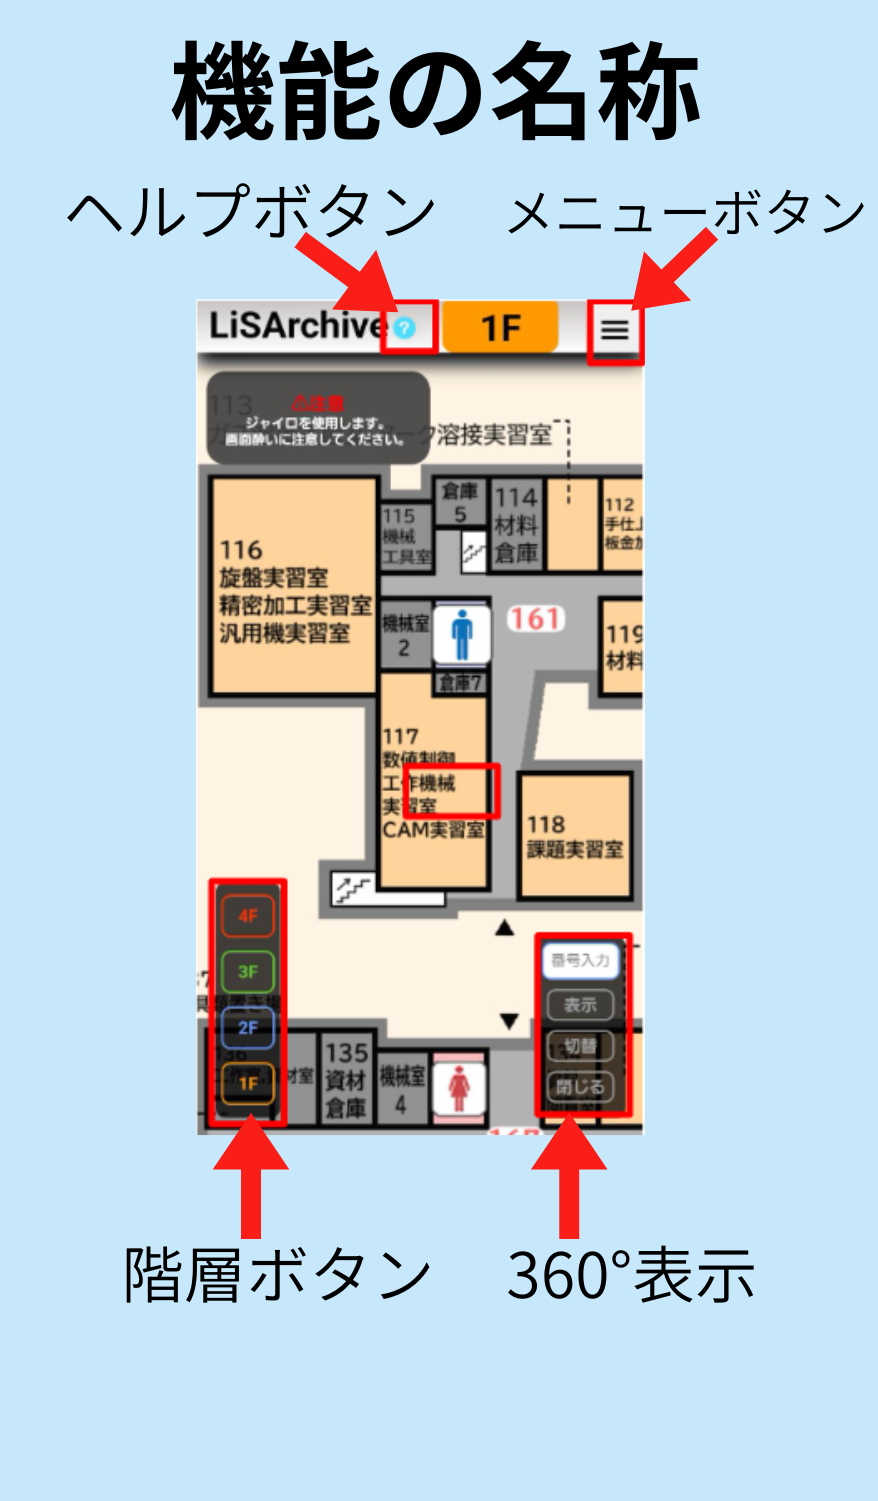 機能の名称
ヘルプボタン
メニューボタン
LiSArchive
?
1F
113
⚠注意
ジャイロを使用します。
画面酔いに注意してください。
ーク溶接実習室
116
旋盤実習室
精密加工実習室
汎用機実習室
115
機械
工具室
倉庫
5
114
材料
倉庫
112
手仕上
板金加
機械室
2
161
119
材料
倉庫7
117
数値制御
工作機械
実習室
CAM実習室
118
課題実習室
4F
3F
2F
1F
番号入力
表示
切替
閉じる
136
材室
135
資材
倉庫
機械室
4
階層ボタン
360°表示